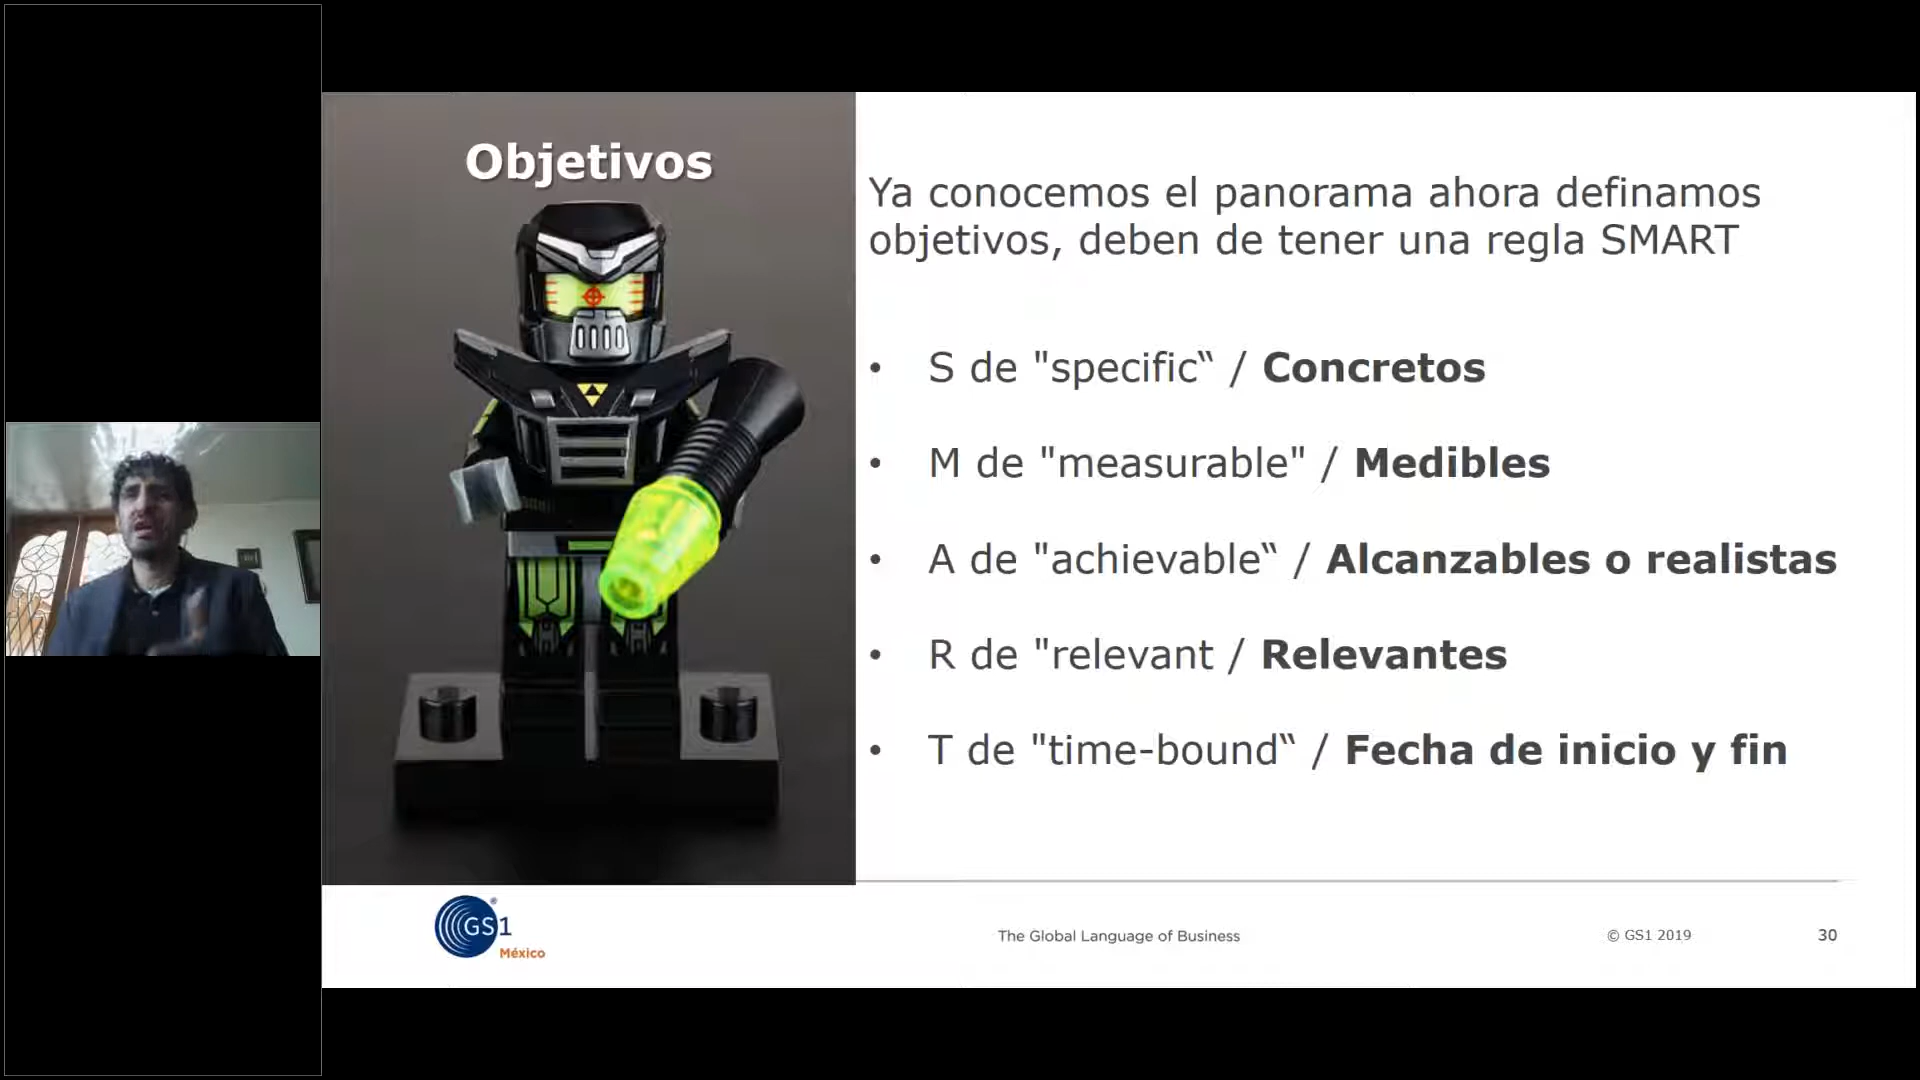 Objetivos
Ya conocemos el panorama ahora definamos
objetivos, deben de tener una regla SMART
• S de "specific“ / Concretos
• M de "measurable" / Medibles
• A de "achievable“ / Alcanzables o realistas
• R de "relevant / Relevantes
• T de "time-bound“ / Fecha de inicio y fin
GS1 ®
México
The Global Language of Business
© GS1 2019
30